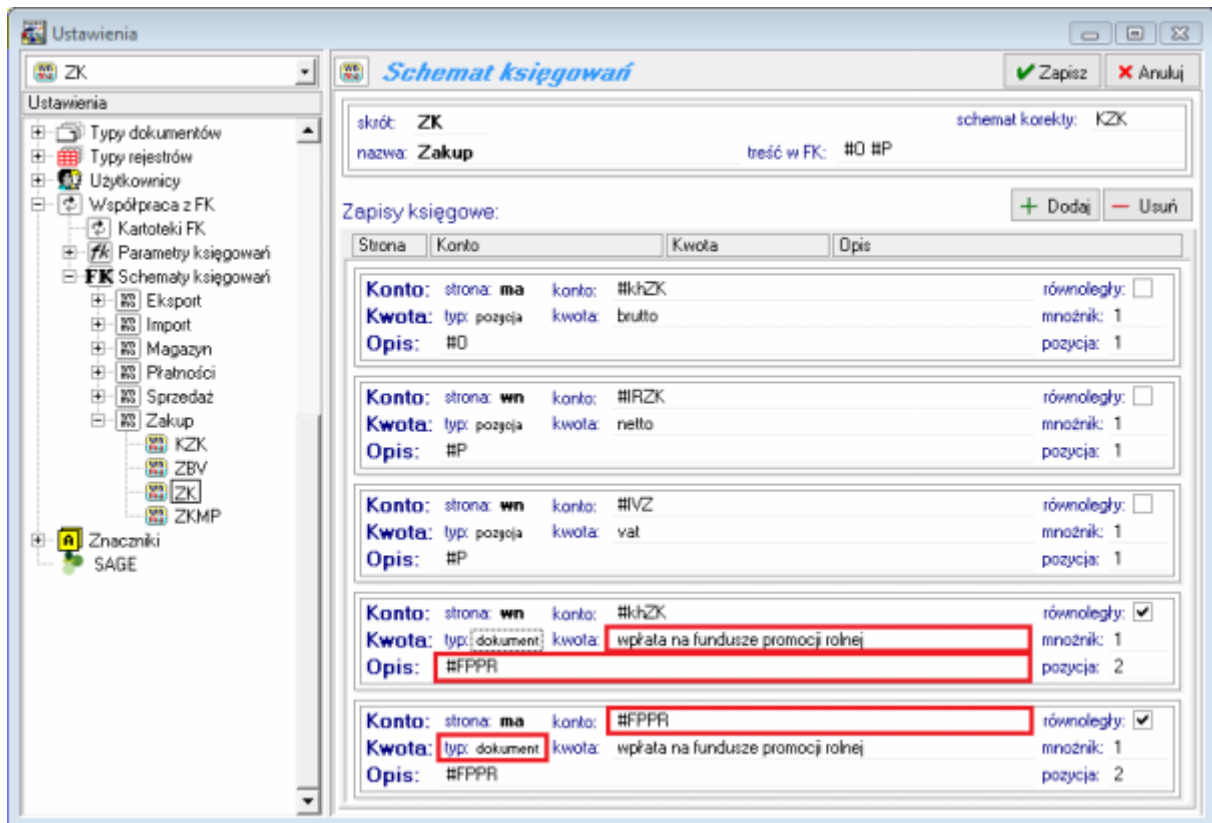 Ustawienia
ZK
Ustawienia
Typy dokumentów
Typy rejestrów
Użytkownicy
Współpraca z FK
Kartoteki FK
fk Parametry księgowań
FK Schematy księgowań
Eksport
Import
Magazyn
Płatności
Sprzedaż
Zakup
KZK
ZBV
ZK
ZKMP
A Znaczniki
SAGE
Schemat księgowań Zapisz Anuluj
skrót: ZK schemat korekty: KZK
nazwa: Zakup treść w FK: #O #P
Zapisy księgowe: Dodaj Usuń
Strona Konto Kwota Opis
Konto: strona: ma konto: #khZK równoległy:
Kwota: typ: pozycja kwota: brutto mnożnik: 1
Opis: #O pozycja: 1
Konto: strona: wn konto: #IRZK równoległy:
Kwota: typ: pozycja kwota: netto mnożnik: 1
Opis: #P pozycja: 1
Konto: strona: wn konto: #IVZ równoległy:
Kwota: typ: pozycja kwota: vat mnożnik: 1
Opis: #P pozycja: 1
Konto: strona: wn konto: #khZK równoległy:
Kwota: typ: dokument kwota: wpłata na fundusze promocji rolnej mnożnik: 1
Opis: #FPPR pozycja: 2
Konto: strona: ma konto: #FPPR równoległy:
Kwota: typ: dokument kwota: wpłata na fundusze promocji rolnej mnożnik: 1
Opis: #FPPR pozycja: 2